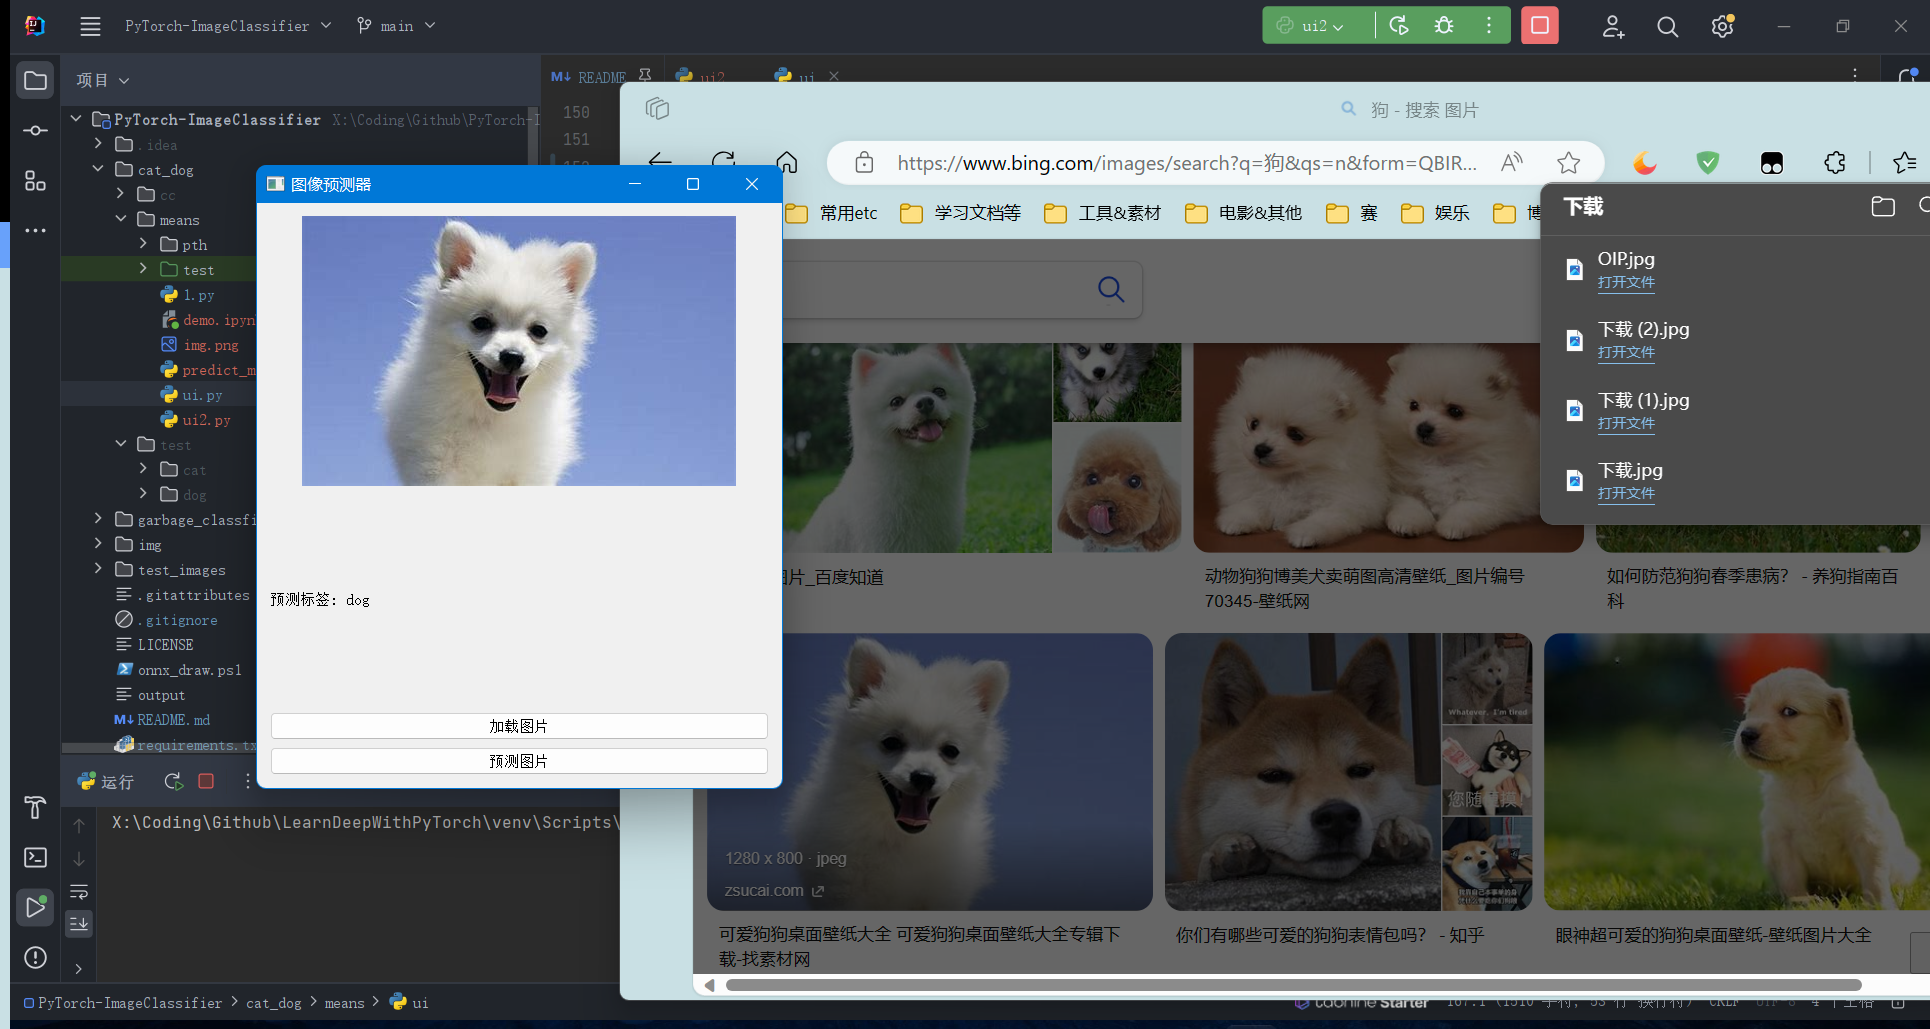 PyTorch-ImageClassifier
main
ui2
项目
README
ui2
ui
PyTorch-ImageClassifier X:\Coding\Github\PyTorch-I
.idea
cat_dog
cc
means
pth
test
1.py
demo.ipyn
img.png
predict_m
ui.py
ui2.py
test
cat
dog
garbage_classfi
img
test_images
.gitattributes
.gitignore
LICENSE
onnx_draw.ps1
output
README.md
requirements.tx
150
151
图像预测器
预测标签: dog
加载图片
预测图片
狗 - 搜索 图片
https://www.bing.com/images/search?q=狗&qs=n&form=QBIR...
常用etc
学习文档等
工具&素材
电影&其他
赛
娱乐
博
下载
OIP.jpg
打开文件
下载 (2).jpg
打开文件
下载 (1).jpg
打开文件
下载.jpg
打开文件
图片_百度知道
动物狗狗博美犬卖萌图高清壁纸_图片编号
70345-壁纸网
如何防范狗狗春季患病? - 养狗指南百
科
1280 x 800 · jpeg
zsucai.com
Whatever, I'm tired
可爱狗狗桌面壁纸大全 可爱狗狗桌面壁纸大全专辑下
载-找素材网
你们有哪些可爱的狗狗表情包吗? - 知乎
眼神超可爱的狗狗桌面壁纸-壁纸图片大全
运行
X:\Coding\Github\LearnDeepWithPyTorch\venv\Scripts\
PyTorch-ImageClassifier
cat_dog
means
ui